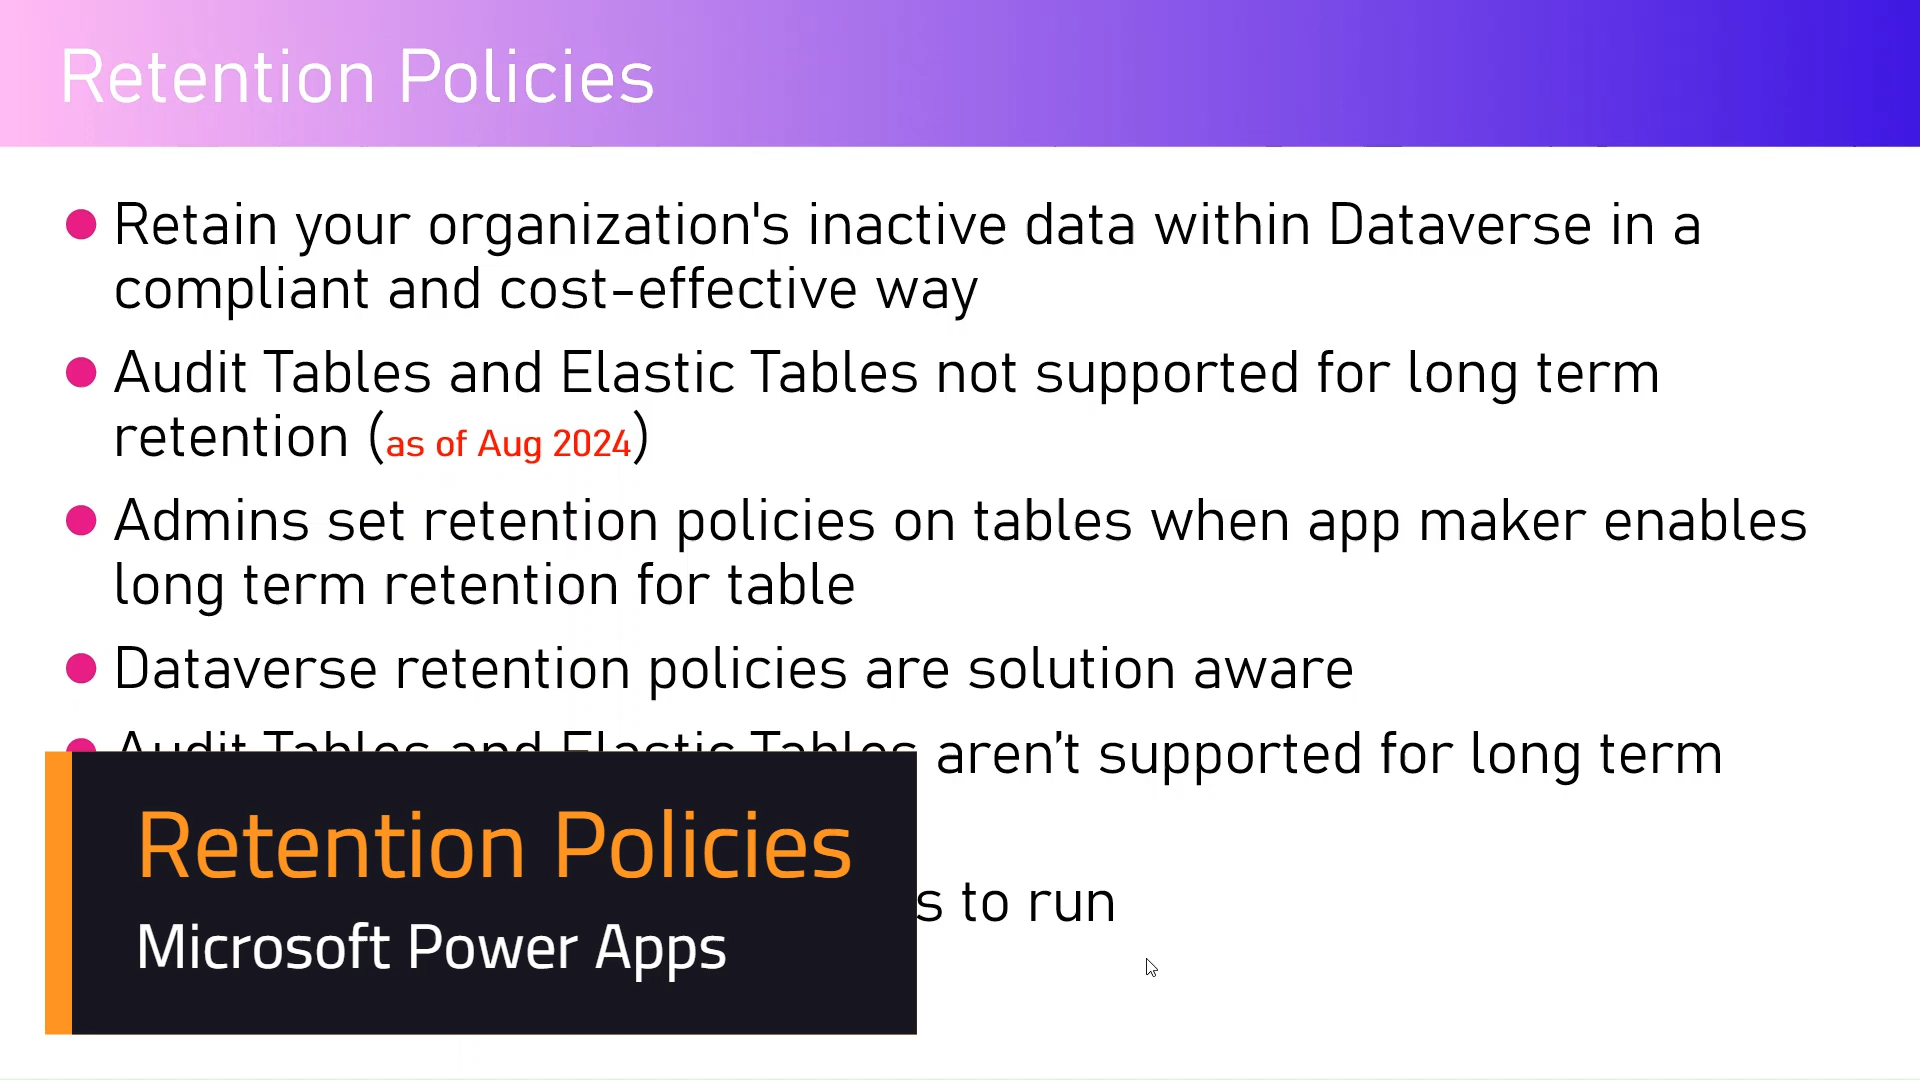 Retention Policies
Retain your organization's inactive data within Dataverse in a
compliant and cost-effective way
Audit Tables and Elastic Tables not supported for long term
retention (as of Aug 2024)
Admins set retention policies on tables when app maker enables
long term retention for table
Dataverse retention policies are solution aware
Audit Tables and Elastic Tables aren’t supported for long term
to run
Retention Policies
Microsoft Power Apps